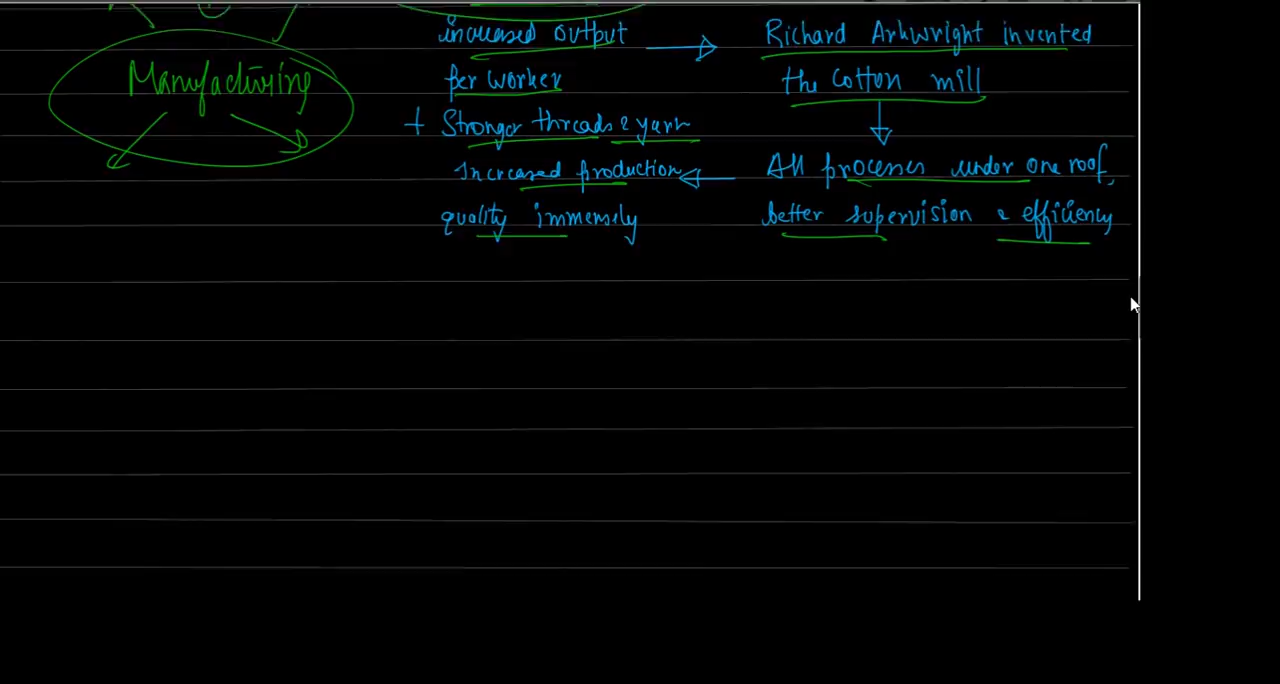 Manufactiring
increased output
per worker
+ Stronger threads & yarn
Increased production
quality immensely
Richard Arkwright invented
the cotton mill
All processes under one roof,
better supervision & efficiency